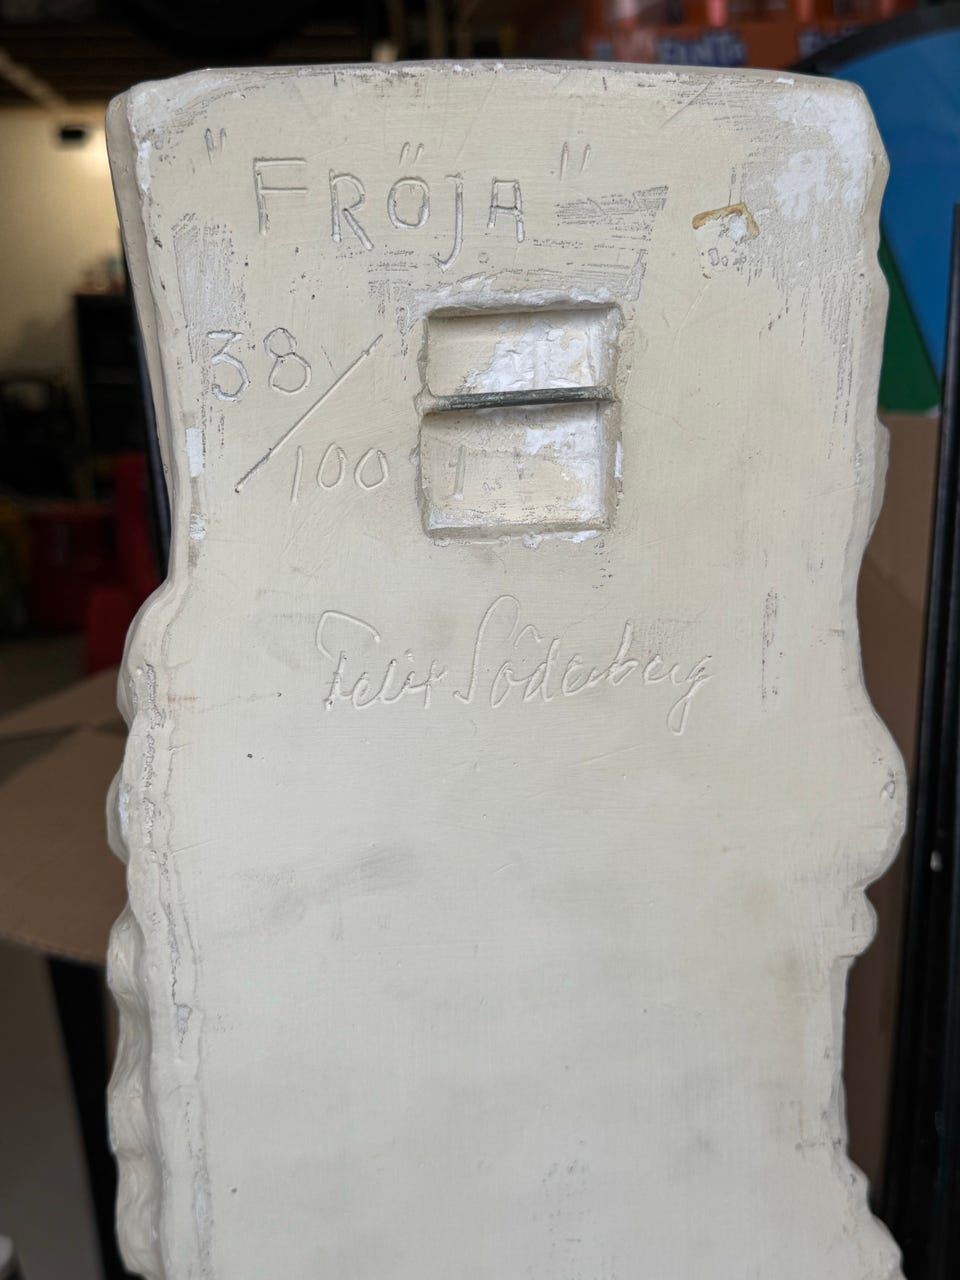 "FRÖJA"
38/100
Felix Söderberg